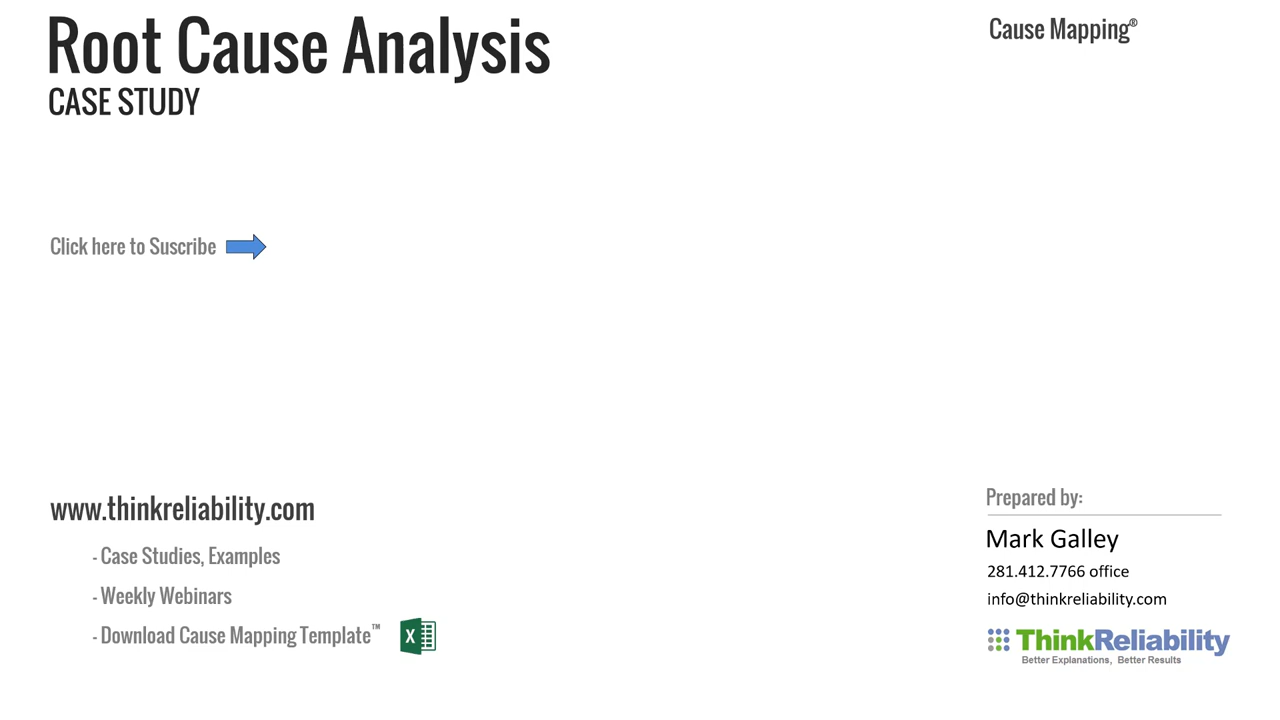 Root Cause Analysis
CASE STUDY
Cause Mapping®
Click here to Suscribe
www.thinkreliability.com
- Case Studies, Examples
- Weekly Webinars
- Download Cause Mapping Template™
X
Prepared by:
Mark Galley
281.412.7766 office
info@thinkreliability.com
ThinkReliability
Better Explanations, Better Results